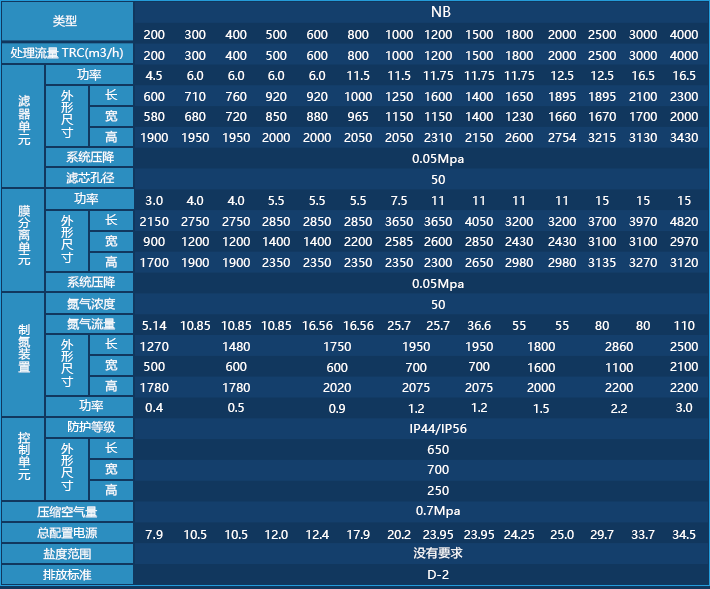 类型 NB
200 300 400 500 600 800 1000 1200 1500 1800 2000 2500 3000 4000
处理流量 TRC(m3/h) 200 300 400 500 600 800 1000 1200 1500 1800 2000 2500 3000 4000
滤器单元 功率 4.5 6.0 6.0 6.0 6.0 11.5 11.5 11.75 11.75 11.75 12.5 12.5 16.5 16.5
外形尺寸 长 600 710 760 920 920 1000 1250 1600 1400 1650 1895 1895 2100 2300
宽 580 680 720 850 880 965 1150 1150 1400 1230 1660 1670 1700 2000
高 1900 1950 1950 2000 2000 2050 2050 2310 2150 2600 2754 3215 3130 3430
系统压降 0.05Mpa
滤芯孔径 50
膜分离单元 功率 3.0 4.0 4.0 5.5 5.5 5.5 7.5 11 11 11 11 15 15 15
外形尺寸 长 2150 2750 2750 2850 2850 2850 3650 3650 4050 3200 3200 3700 3970 4820
宽 900 1200 1200 1400 1400 2200 2585 2600 2850 2430 2430 3100 3100 2970
高 1700 1900 1900 2350 2350 2350 2350 2300 2650 2980 2980 3135 3270 3120
系统压降 0.05Mpa
制氮装置 氮气浓度 50
氮气流量 5.14 10.85 10.85 10.85 16.56 16.56 25.7 25.7 36.6 55 55 80 80 110
外形尺寸 长 1270 1480 1750 1950 1950 1800 2860 2500
宽 500 600 600 700 700 1600 1100 2100
高 1780 1780 2020 2075 2075 2000 2200 2200
功率 0.4 0.5 0.9 1.2 1.2 1.5 2.2 3.0
控制单元 防护等级 IP44/IP56
外形尺寸 长 650
宽 700
高 250
压缩空气量 0.7Mpa
总配置电源 7.9 10.5 10.5 12.0 12.4 17.9 20.2 23.95 23.95 24.25 25.0 29.7 33.7 34.5
盐度范围 没有要求
排放标准 D-2